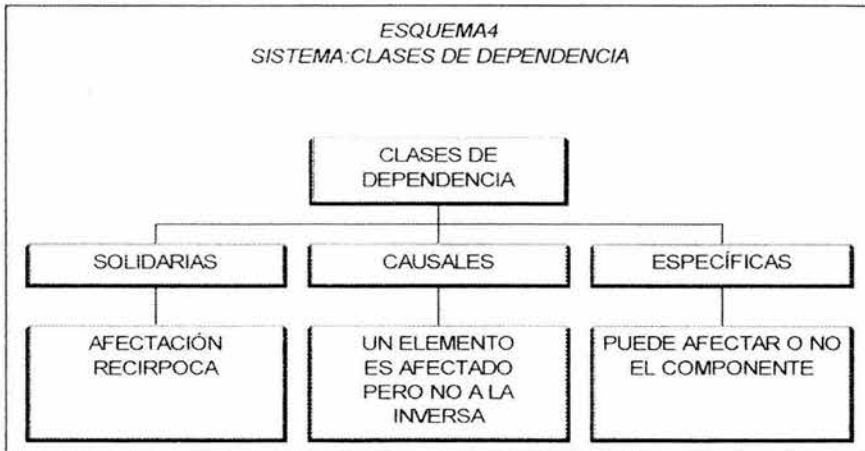 ESQUEMA4
SISTEMA:CLASES DE DEPENDENCIA
CLASES DE
DEPENDENCIA
SOLIDARIAS
CAUSALES
ESPECÍFICAS
AFECTACIÓN
RECIRPOCA
UN ELEMENTO
ES AFECTADO
PERO NO A LA
INVERSA
PUEDE AFECTAR O NO
EL COMPONENTE